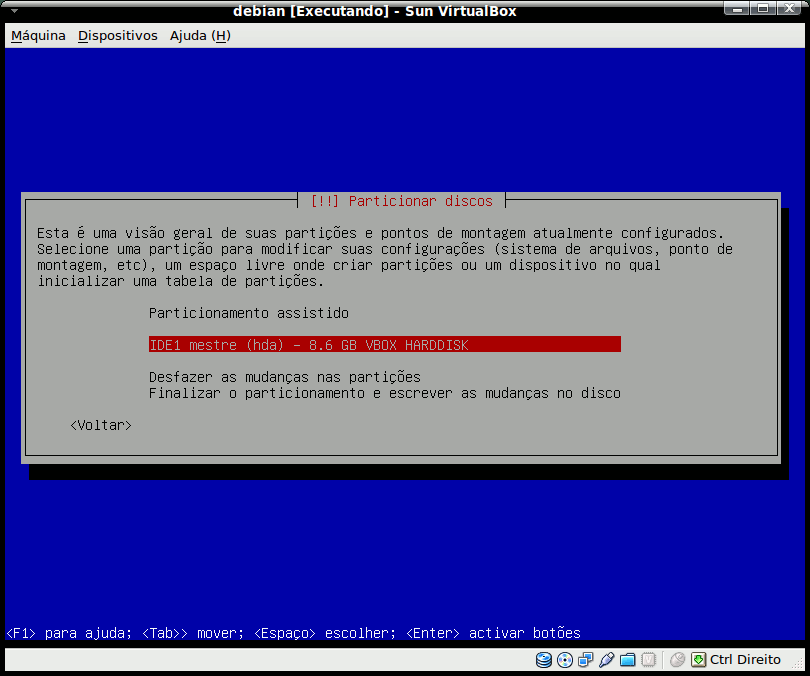 debian [Executando] - Sun VirtualBox
Máquina Dispositivos Ajuda (H)
[!!] Particionar discos
Esta é uma visão geral de suas partições e pontos de montagem atualmente configurados.
Selecione uma partição para modificar suas configurações (sistema de arquivos, ponto de
montagem, etc), um espaço livre onde criar partições ou um dispositivo no qual
inicializar uma tabela de partições.
Particionamento assistido
IDE1 mestre (hda) - 8.6 GB VBOX HARDDISK
Desfazer as mudanças nas partições
Finalizar o particionamento e escrever as mudanças no disco
<Voltar>
<F1> para ajuda; <Tab>> mover; <Espaço> escolher; <Enter> activar botões
Ctrl Direito